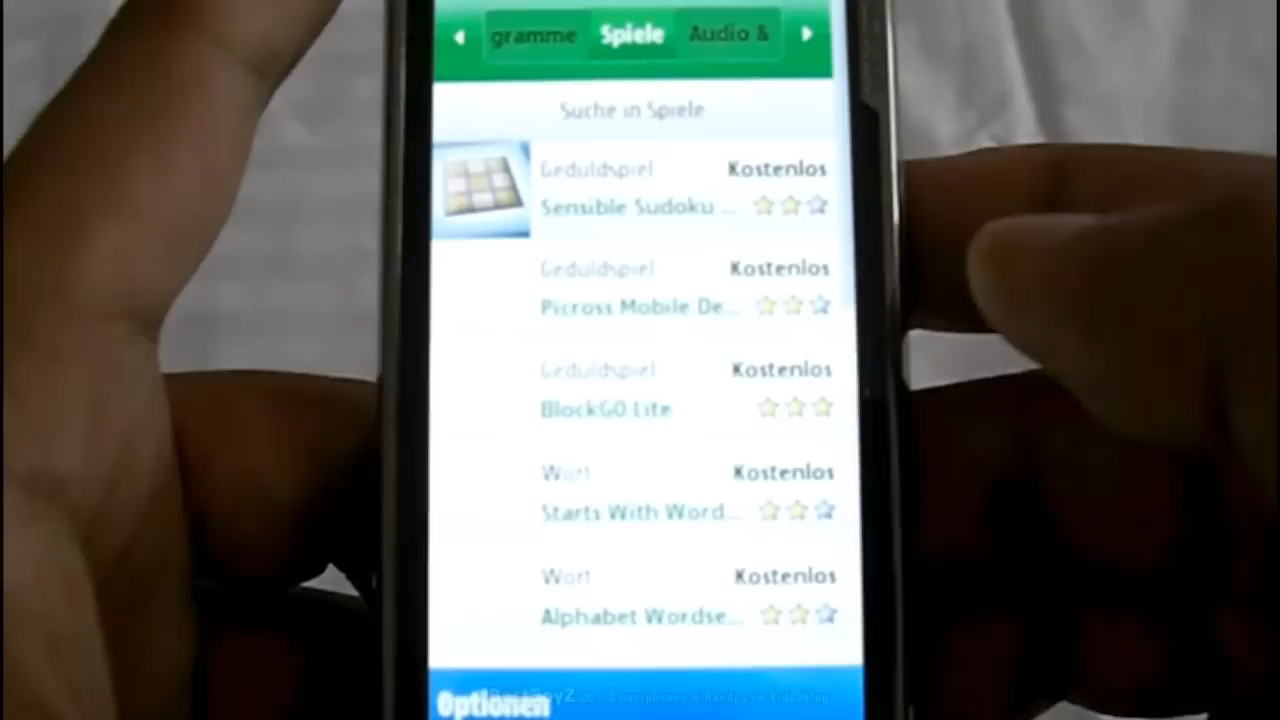 gramme Spiele Audio &
Suche in Spiele
Geduldspiel Kostenlos
Sensible Sudoku ...
Geduldspiel Kostenlos
Picross Mobile De...
Geduldspiel Kostenlos
BlockGO Lite
Wort Kostenlos
Starts With Word...
Wort Kostenlos
Alphabet Wordse...
Optionen